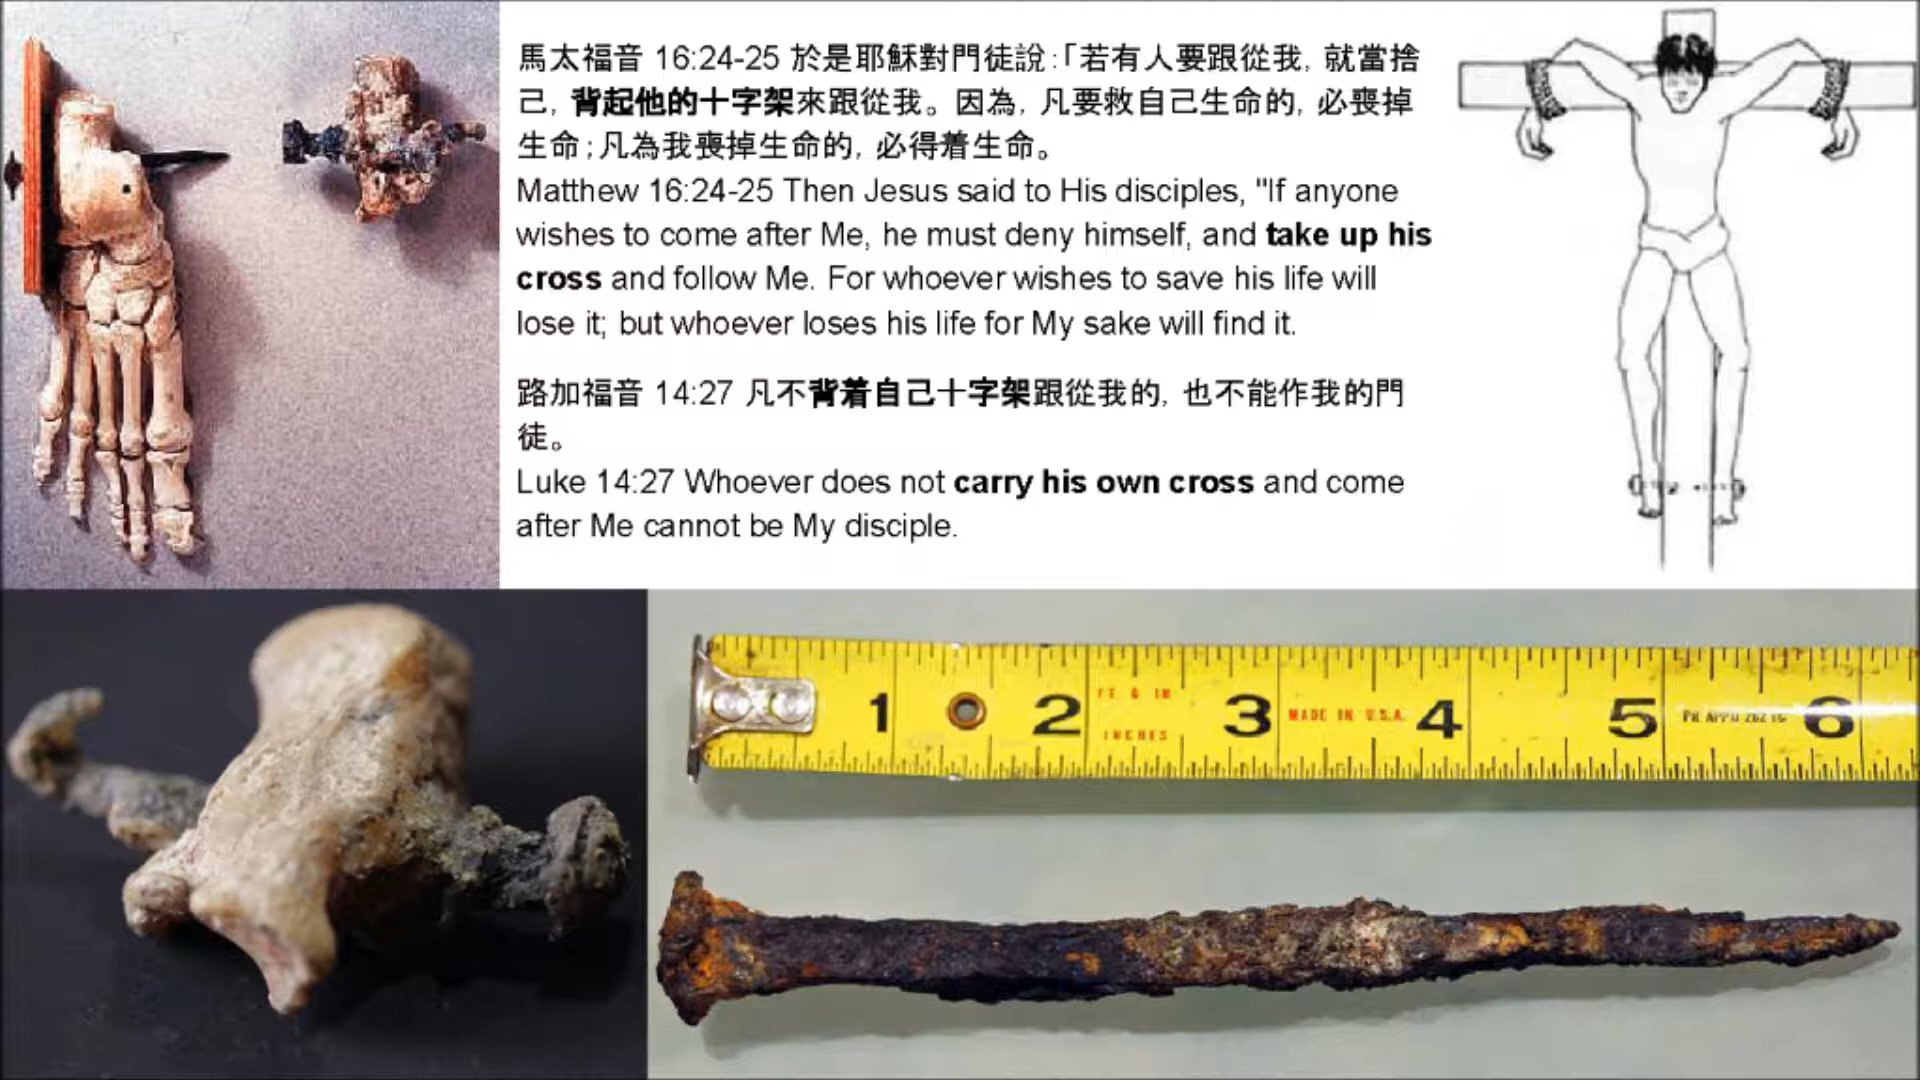 馬太福音 16:24-25 於是耶穌對門徒說:「若有人要跟從我, 就當捨
己, 背起他的十字架來跟從我。因為, 凡要救自己生命的, 必喪掉
生命;凡為我喪掉生命的, 必得着生命。
Matthew 16:24-25 Then Jesus said to His disciples, "If anyone
wishes to come after Me, he must deny himself, and take up his
cross and follow Me. For whoever wishes to save his life will
lose it; but whoever loses his life for My sake will find it.
路加福音 14:27 凡不背着自己十字架跟從我的, 也不能作我的門
徒。
Luke 14:27 Whoever does not carry his own cross and come
after Me cannot be My disciple.
1 2 3 4 5 6
FT. & IN
INCHES
MADE IN U.S.A.